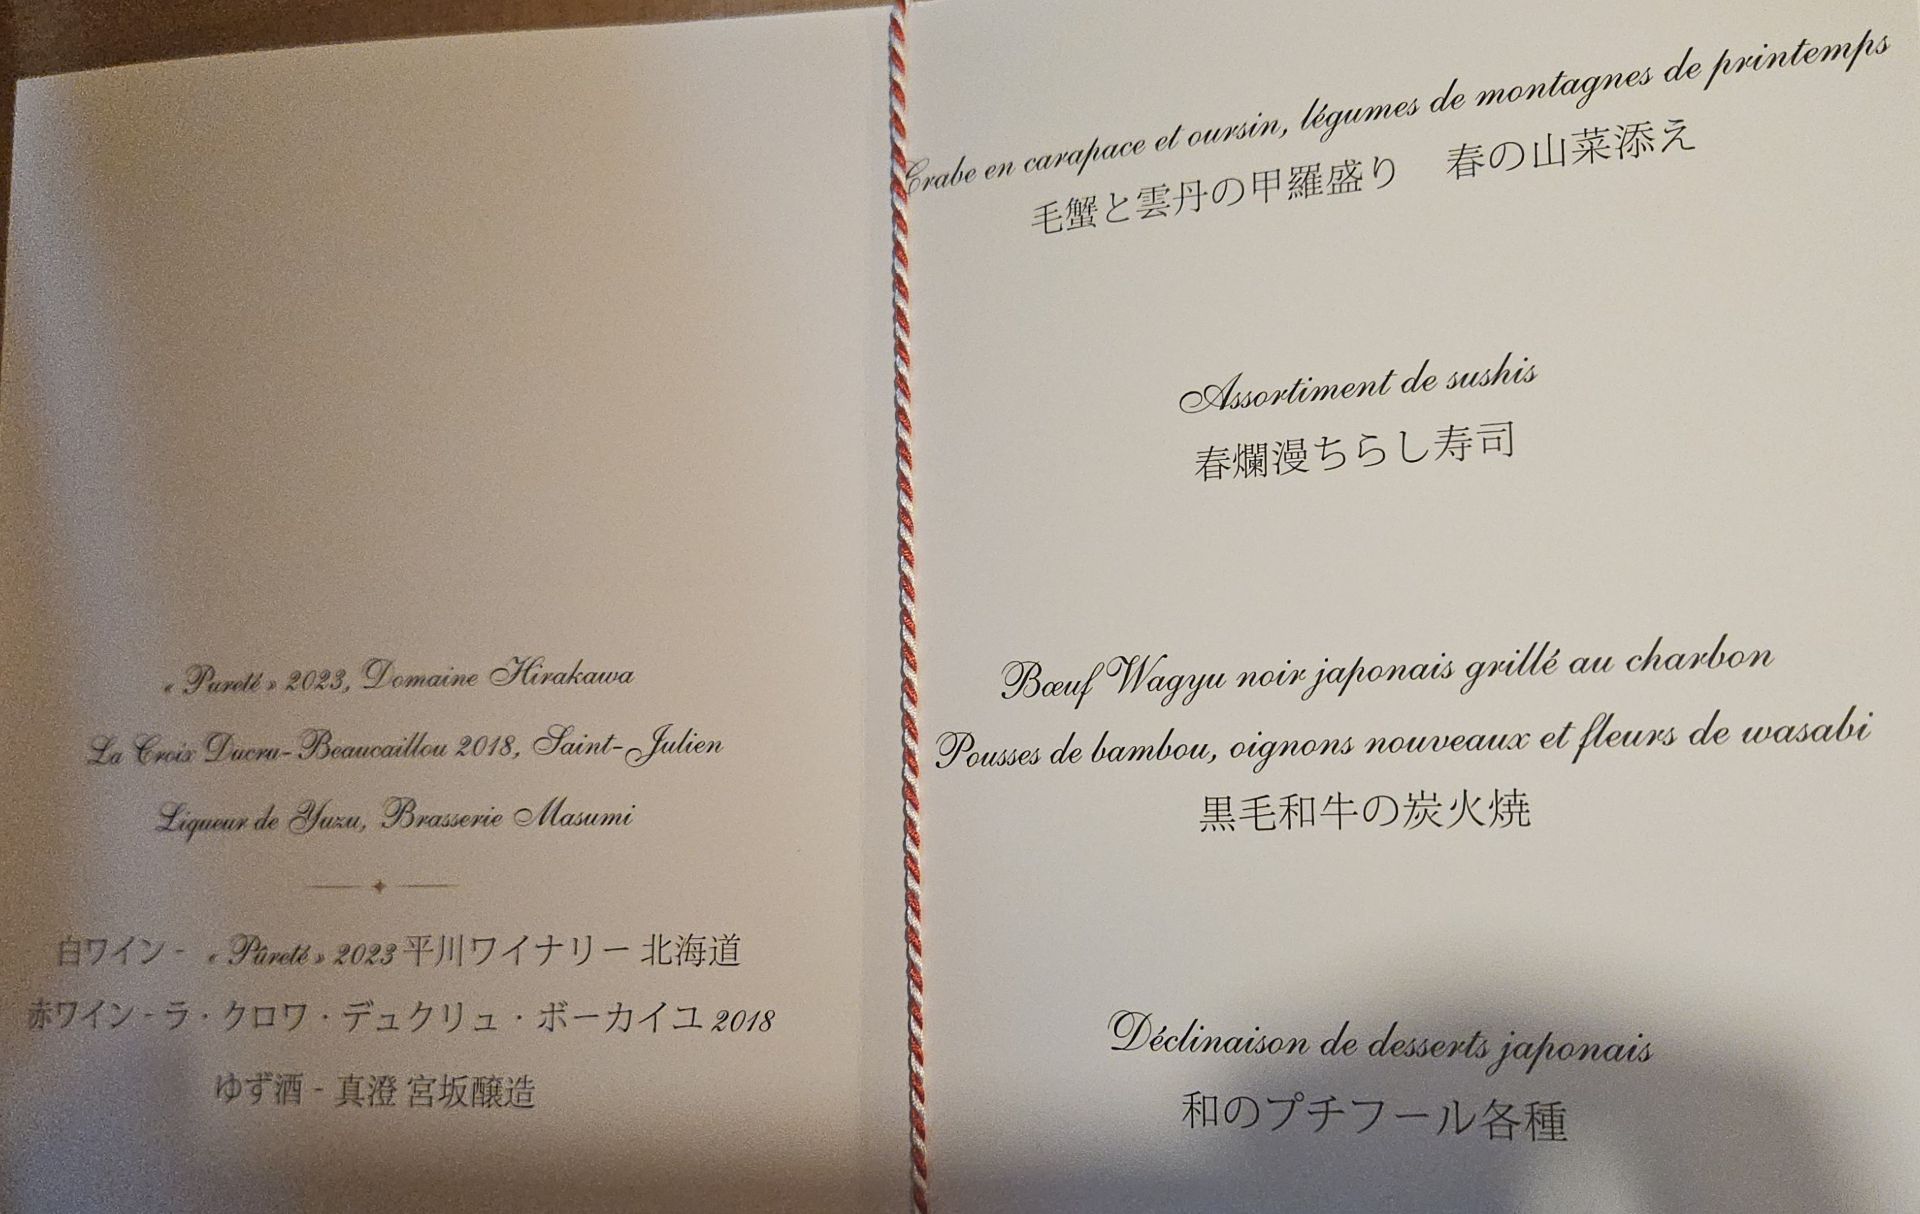 « Pureté » 2023, Domaine Hirakawa
La Croix Ducru-Beaucaillou 2018, Saint-Julien
Liqueur de Yuzu, Brasserie Masumi
白ワイン - « Pûreté » 2023 平川ワイナリー 北海道
赤ワイン - ラ・クロワ・デュクリュ・ボーカイユ 2018
ゆず酒 - 真澄 宮坂醸造
Crabe en carapace et oursin, légumes de montagnes de printemps
毛蟹と雲丹の甲羅盛り　春の山菜添え
Assortiment de sushis
春爛漫ちらし寿司
Bœuf Wagyu noir japonais grillé au charbon
Pousses de bambou, oignons nouveaux et fleurs de wasabi
黒毛和牛の炭火焼
Déclinaison de desserts japonais
和のプチフール各種